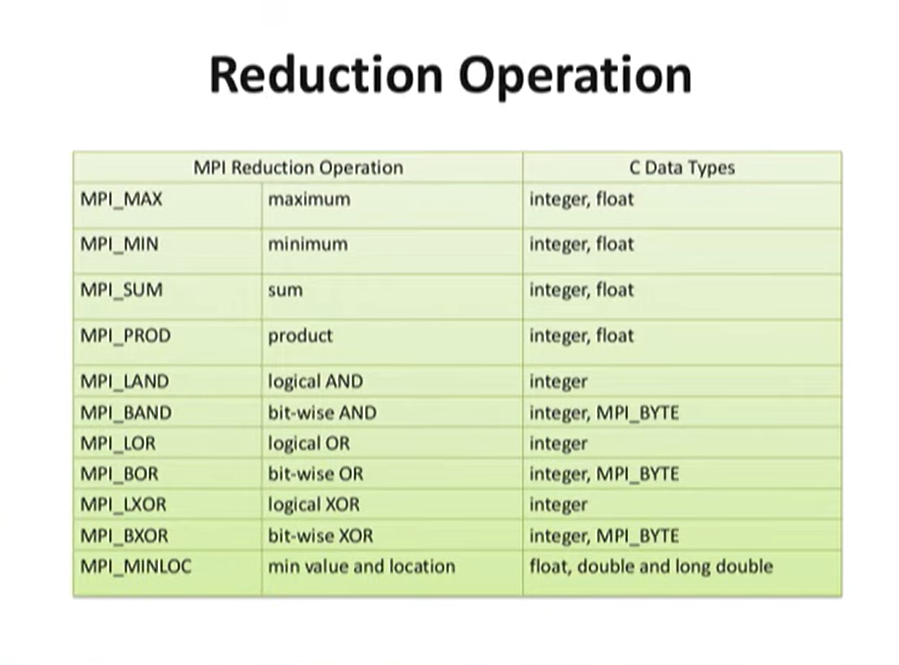 Reduction Operation
MPI Reduction Operation C Data Types
MPI_MAX maximum integer, float
MPI_MIN minimum integer, float
MPI_SUM sum integer, float
MPI_PROD product integer, float
MPI_LAND logical AND integer
MPI_BAND bit-wise AND integer, MPI_BYTE
MPI_LOR logical OR integer
MPI_BOR bit-wise OR integer, MPI_BYTE
MPI_LXOR logical XOR integer
MPI_BXOR bit-wise XOR integer, MPI_BYTE
MPI_MINLOC min value and location float, double and long double